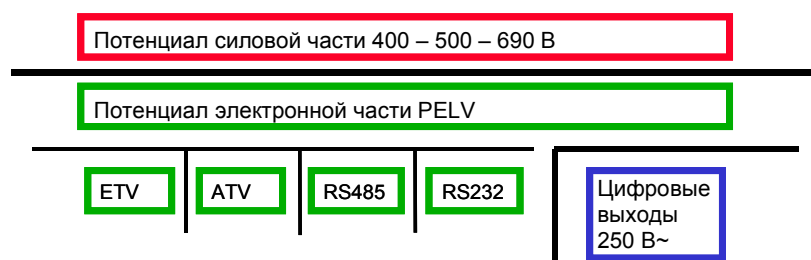 Потенциал силовой части 400 – 500 – 690 В
Потенциал электронной части PELV
ETV
ATV
RS485
RS232
Цифровые
выходы
250 В~